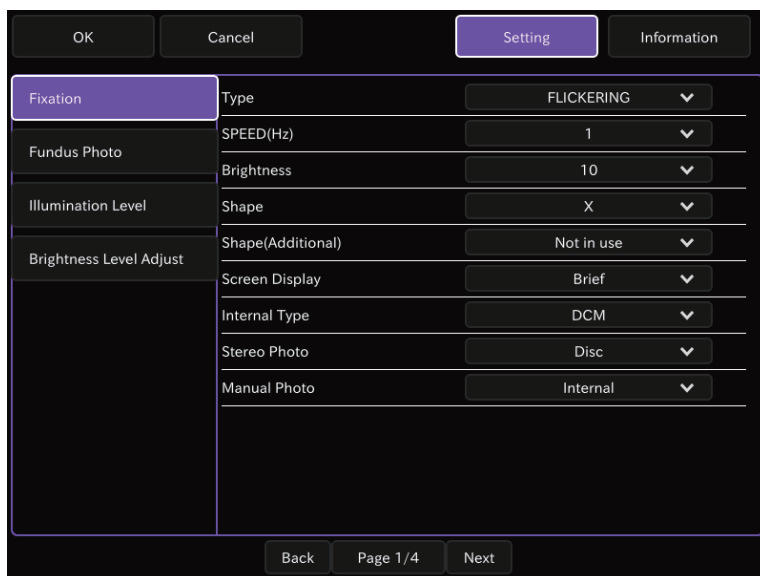 OK Cancel Setting Information
Fixation
Fundus Photo
Illumination Level
Brightness Level Adjust
Type FLICKERING
SPEED(Hz) 1
Brightness 10
Shape X
Shape(Additional) Not in use
Screen Display Brief
Internal Type DCM
Stereo Photo Disc
Manual Photo Internal
Back Page 1/4 Next